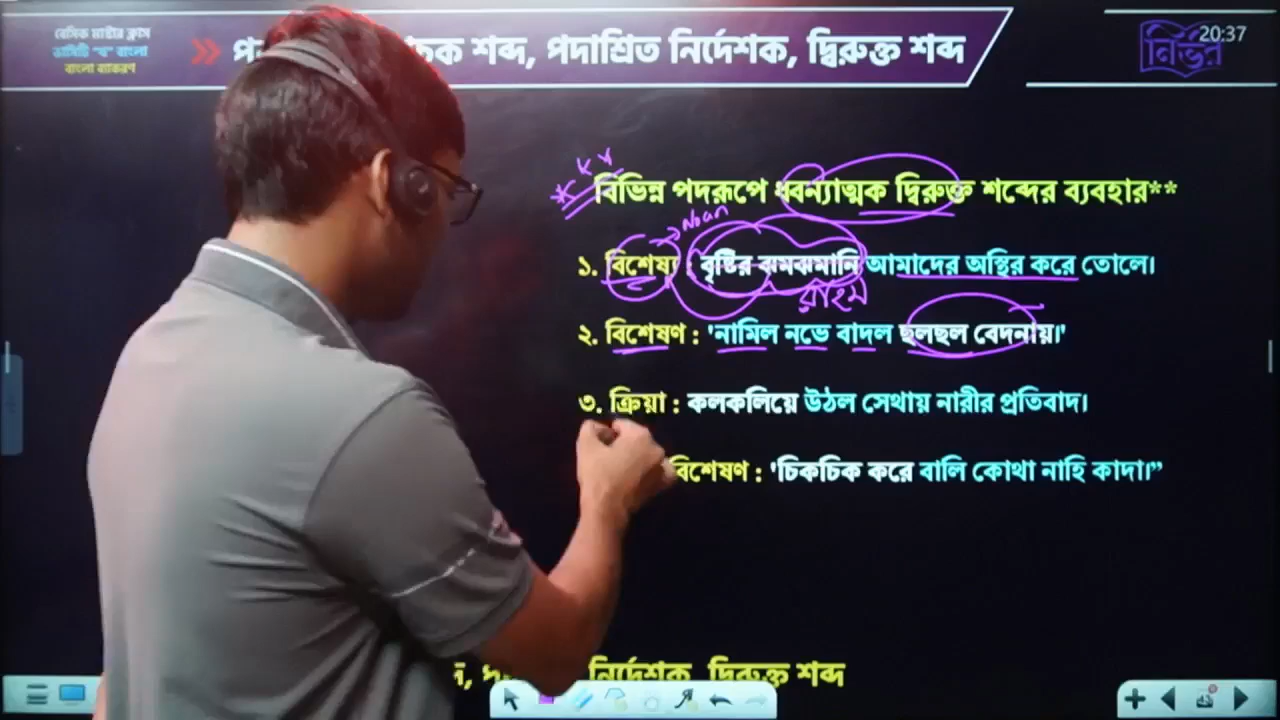 বেসিক মাস্টার ক্লাস
ভার্সিটি "খ" বাংলা
বাংলা ব্যাকরণ
শব্দ, পদাশ্রিত নির্দেশক, দ্বিরুক্ত শব্দ
নির্ভর
20:37
বিভিন্ন পদরূপে ধ্বন্যাত্মক দ্বিরুক্ত শব্দের ব্যবহার**
Noun
১. বিশেষ্য : বৃষ্টির ঝমঝমানি আমাদের অস্থির করে তোলে।
২. বিশেষণ : 'নামিল নভে বাদল ছলছল বেদনায়।'
৩. ক্রিয়া : কলকলিয়ে উঠল সেথায় নারীর প্রতিবাদ।
বিশেষণ : 'চিকচিক করে বালি কোথা নাহি কাদা।”
নির্দেশক, দ্বিরুক্ত শব্দ